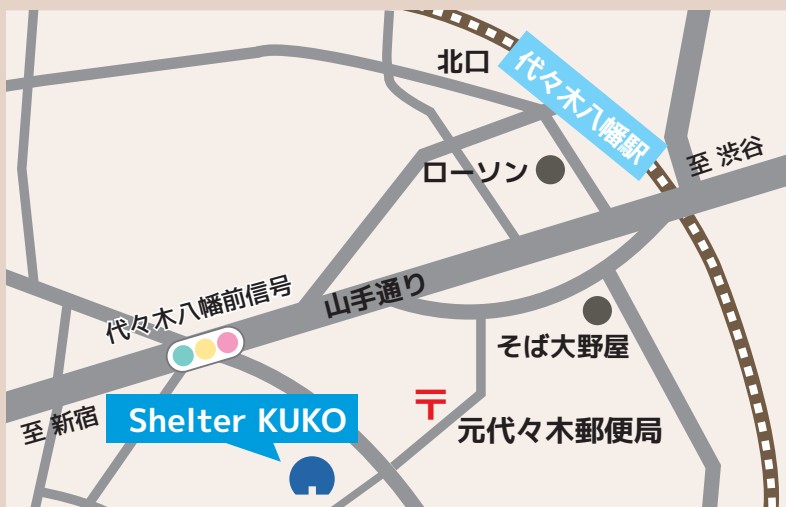 北口
代々木八幡駅
至 渋谷
ローソン
山手通り
代々木八幡前信号
そば大野屋
至 新宿
Shelter KUKO
〒
元代々木郵便局